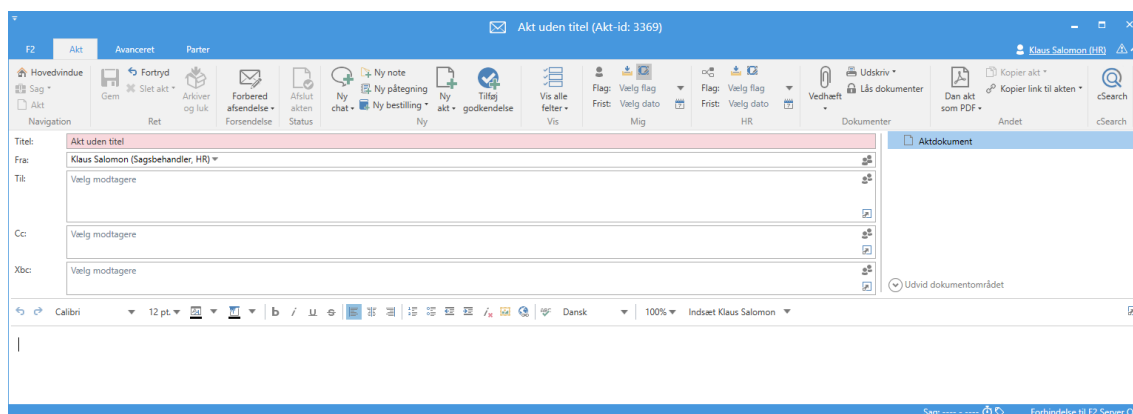 Akt uden titel (Akt-id: 3369)
F2 Akt Avanceret Parter Klaus Salomon (HR)
Hovedvindue
Sag
Akt
Navigation
Gem
Fortryd
Slet akt
Arkiver og luk
Ret
Forbered afsendelse
Forsendelse
Afslut akten
Status
Ny chat
Ny note
Ny påtegning
Ny bestilling
Ny akt
Tilføj godkendelse
Ny
Vis alle felter
Vis
Flag: Vælg flag
Frist: Vælg dato
Mig
Flag: Vælg flag
Frist: Vælg dato
HR
Vedhæft
Udskriv
Lås dokumenter
Dokumenter
Dan akt som PDF
Kopier akt
Kopier link til akten
Andet
cSearch
cSearch
Titel: Akt uden titel
Aktdokument
Fra: Klaus Salomon (Sagsbehandler, HR)
Til: Vælg modtagere
Cc: Vælg modtagere
Xbc: Vælg modtagere
Udvid dokumentområdet
Calibri 12 pt. b i u Dansk 100% Indsæt Klaus Salomon
Sag: ---- - ---- Forbindelse til F2 Server